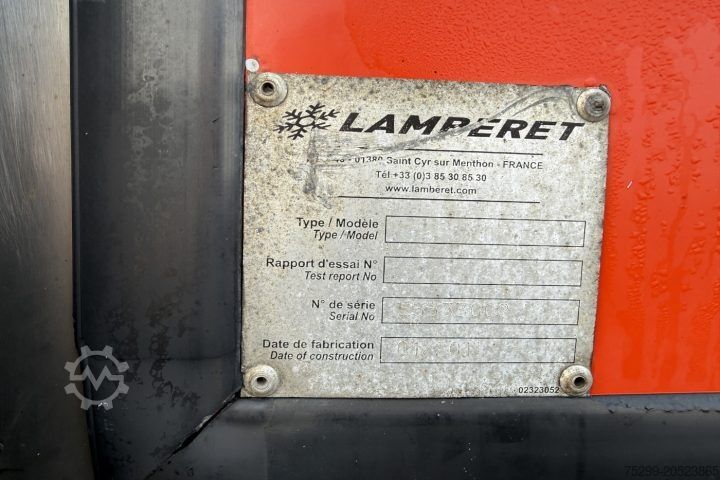 LAMBERET
01380 Saint Cyr sur Menthon - FRANCE
Tél +33 (0)3 85 30 85 30
www.lamberet.com
Type / Modèle
Type / Model
Rapport d'essai N°
Test report No
N° de série
Serial No
Date de fabrication
Date of construction
02323052